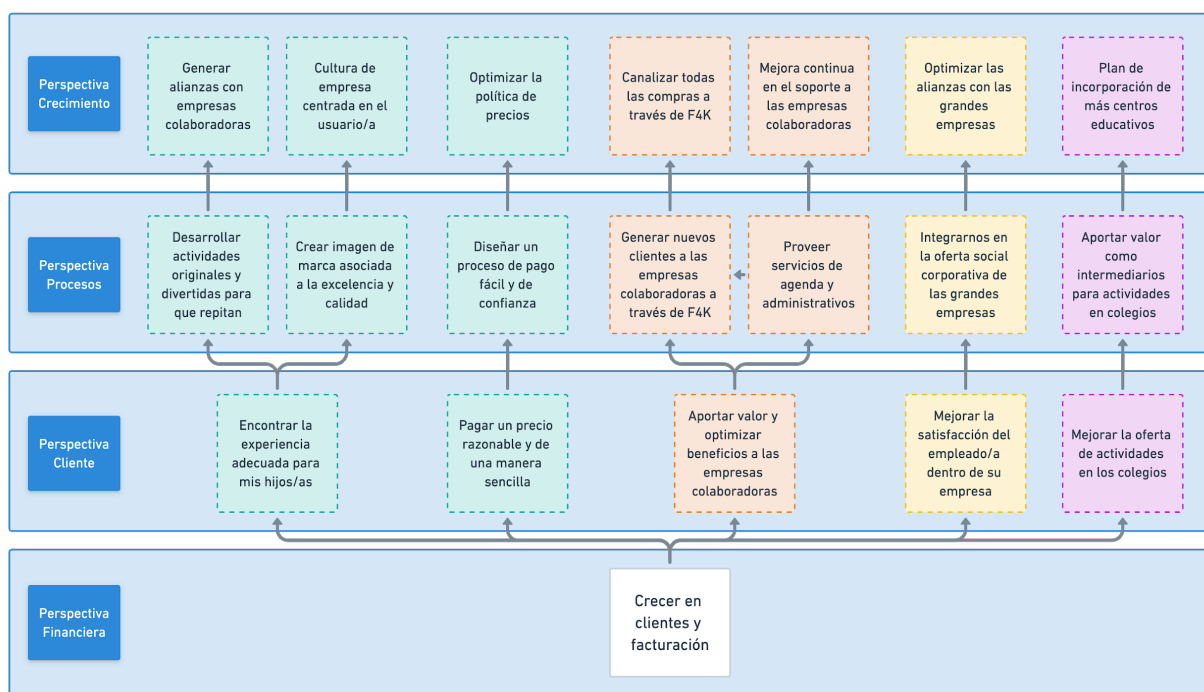 Perspectiva
Crecimiento
Generar
alianzas con
empresas
colaboradoras
Cultura de
empresa
centrada en el
usuario/a
Optimizar la
política de
precios
Canalizar todas
las compras a
través de F4K
Mejora continua
en el soporte a
las empresas
colaboradoras
Optimizar las
alianzas con las
grandes
empresas
Plan de
incorporación de
más centros
educativos
Perspectiva
Procesos
Desarrollar
actividades
originales y
divertidas para
que repitan
Crear imagen de
marca asociada
a la excelencia y
calidad
Diseñar un
proceso de pago
fácil y de
confianza
Generar nuevos
clientes a las
empresas
colaboradoras a
través de F4K
Proveer
servicios de
agenda y
administrativos
Integrarnos en
la oferta social
corporativa de
las grandes
empresas
Aportar valor
como
intermediarios
para actividades
en colegios
Perspectiva
Cliente
Encontrar la
experiencia
adecuada para
mis hijos/as
Pagar un precio
razonable y de
una manera
sencilla
Aportar valor y
optimizar
beneficios a las
empresas
colaboradoras
Mejorar la
satisfacción del
empleado/a
dentro de su
empresa
Mejorar la oferta
de actividades
en los colegios
Perspectiva
Financiera
Crecer en
clientes y
facturación